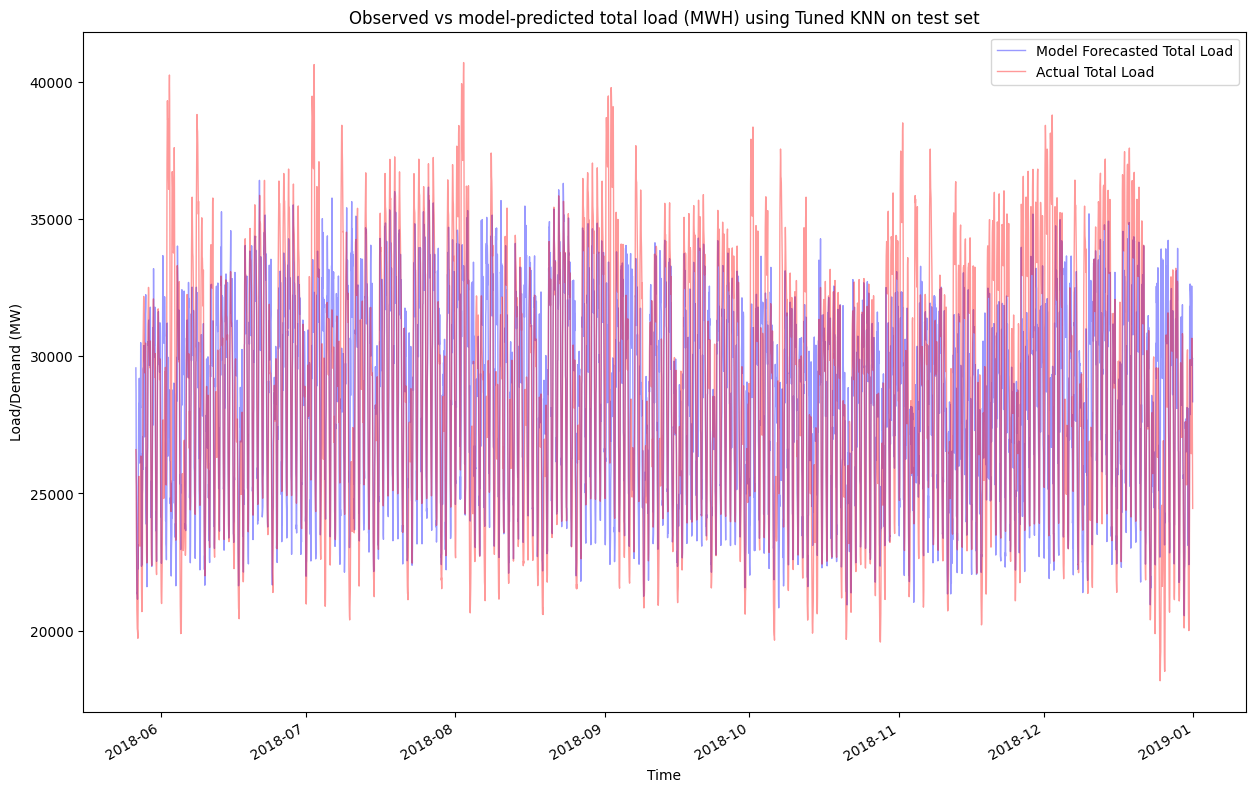 Observed vs model-predicted total load (MWH) using Tuned KNN on test set
Model Forecasted Total Load
Actual Total Load
Load/Demand (MW)
40000
35000
30000
25000
20000
2018-06
2018-07
2018-08
2018-09
2018-10
2018-11
2018-12
2019-01
Time